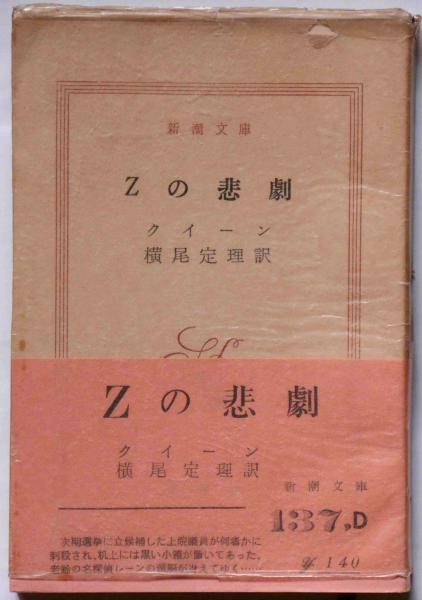 新潮文庫
Zの悲劇
クイーン
横尾定理訳
Zの悲劇
クイーン
横尾定理訳
新潮文庫
137,D
次期選挙に立候補した上院議員が何者かに
刺殺され、机上には黒い小箱が置いてあった。
老齢の名探偵レーンの頭脳が冴えてゆく……
140